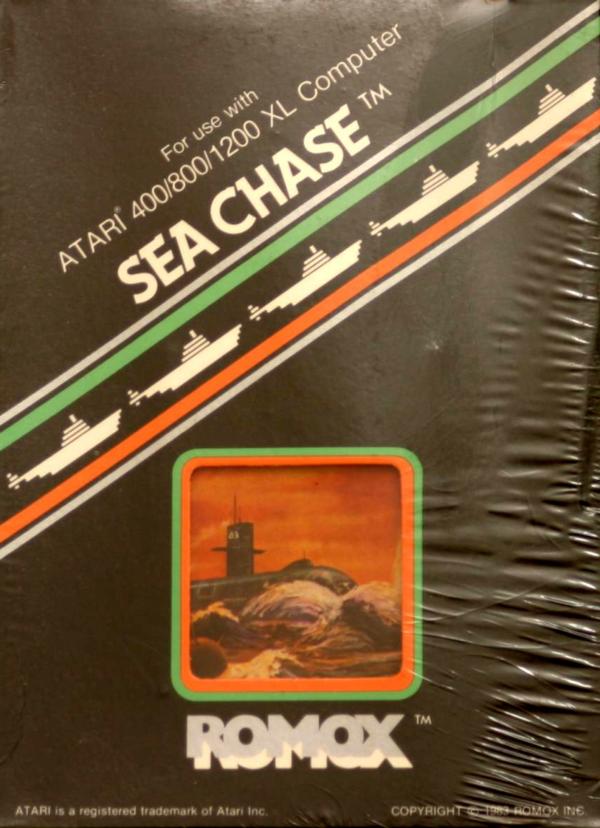 For use with
ATARI® 400/800/1200 XL Computer
SEA CHASE™
83
ROMOX™
ATARI is a registered trademark of Atari Inc.
COPYRIGHT © 1983 ROMOX INC.